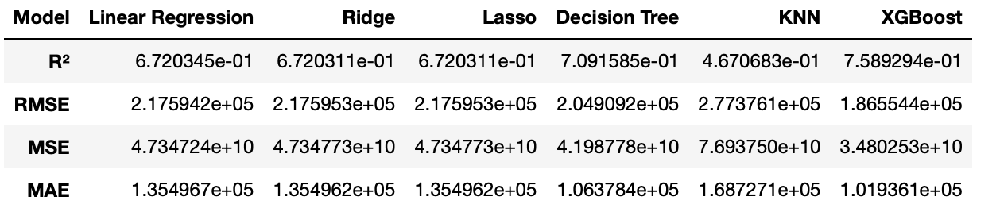 Model Linear Regression Ridge Lasso Decision Tree KNN XGBoost
R² 6.720345e-01 6.720311e-01 6.720311e-01 7.091585e-01 4.670683e-01 7.589294e-01
RMSE 2.175942e+05 2.175953e+05 2.175953e+05 2.049092e+05 2.773761e+05 1.865544e+05
MSE 4.734724e+10 4.734773e+10 4.734773e+10 4.198778e+10 7.693750e+10 3.480253e+10
MAE 1.354967e+05 1.354962e+05 1.354962e+05 1.063784e+05 1.687271e+05 1.019361e+05